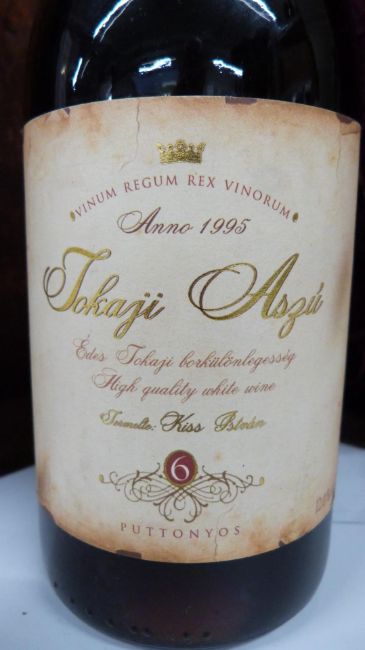 VINUM REGUM REX VINORUM
Anno 1995
Tokaji Aszú
Édes Tokaji borkülönlegesség
High quality white wine
Termelte: Kiss István
6
PUTTONYOS